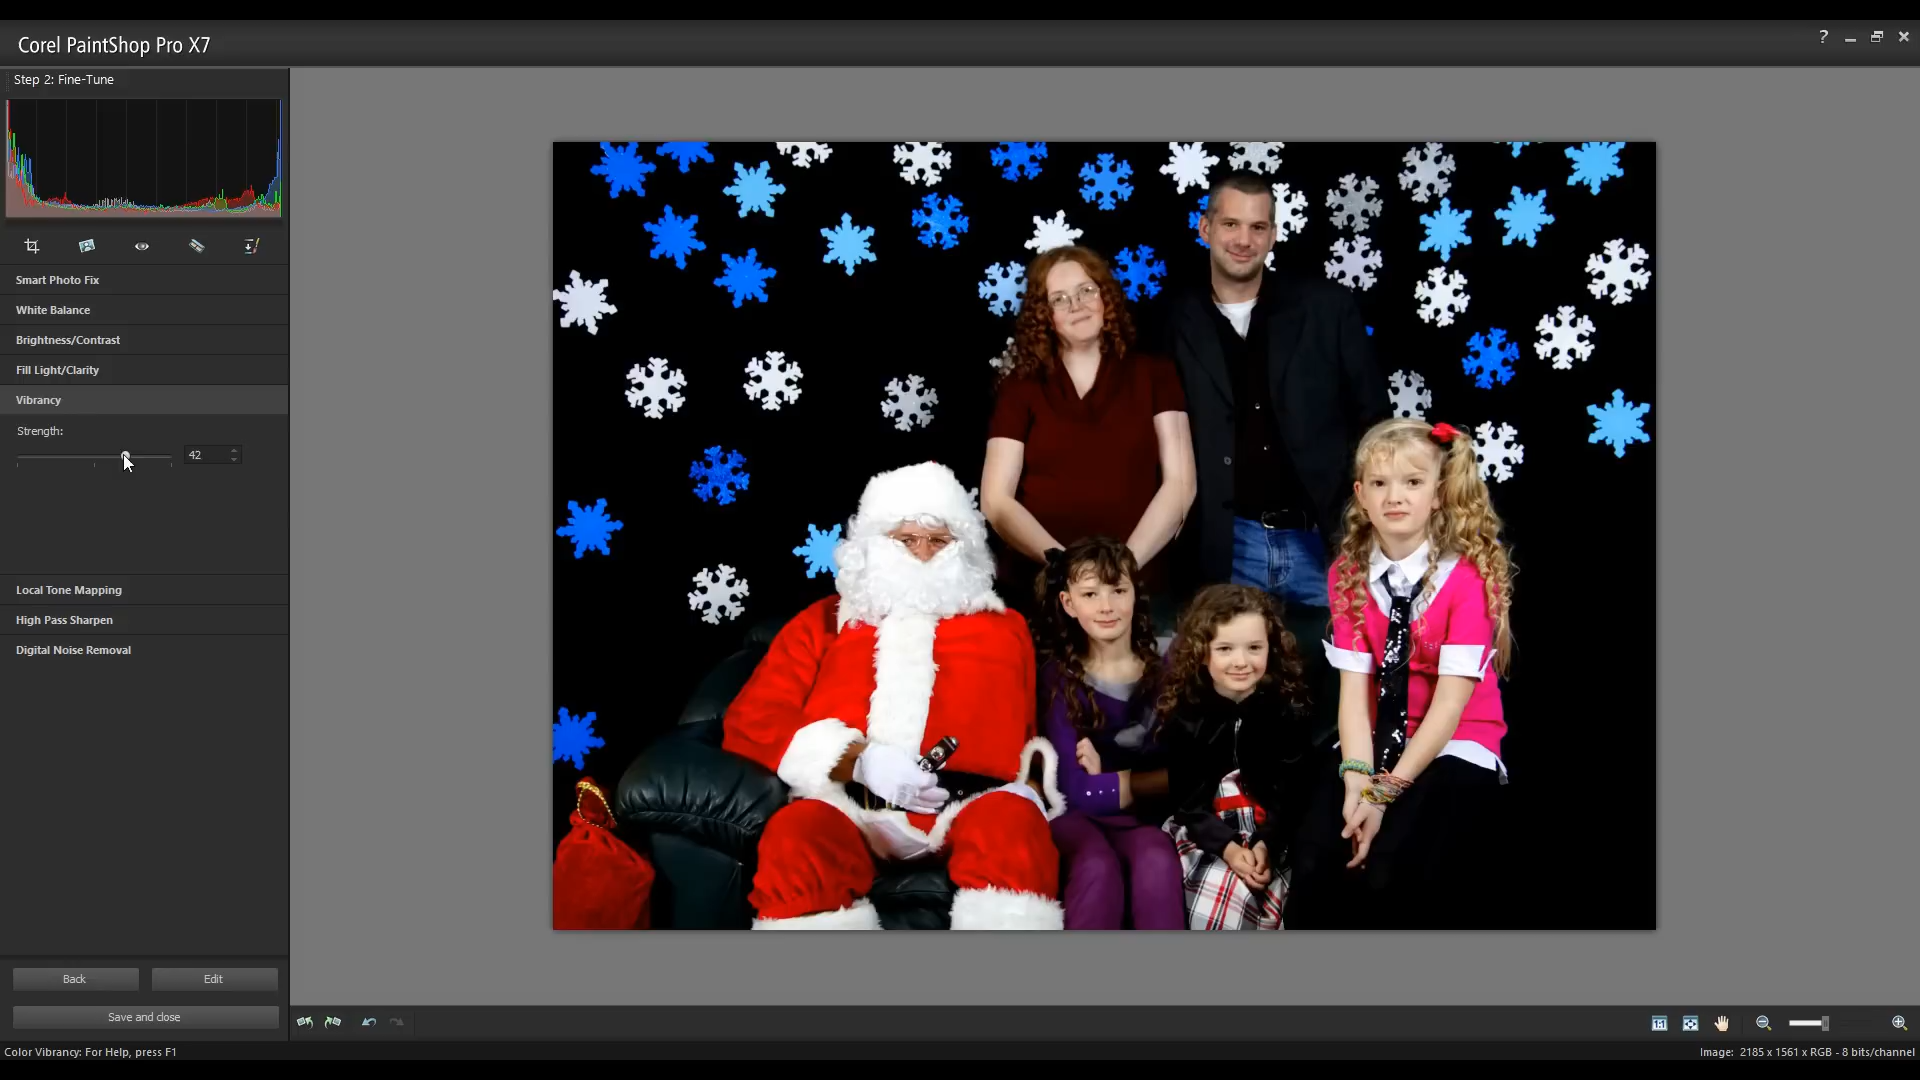 Corel PaintShop Pro X7
?
Step 2: Fine-Tune
Smart Photo Fix
White Balance
Brightness/Contrast
Fill Light/Clarity
Vibrancy
Strength:
42
Local Tone Mapping
High Pass Sharpen
Digital Noise Removal
Back
Edit
Save and close
1:1
Color Vibrancy: For Help, press F1
Image: 2185 x 1561 x RGB - 8 bits/channel